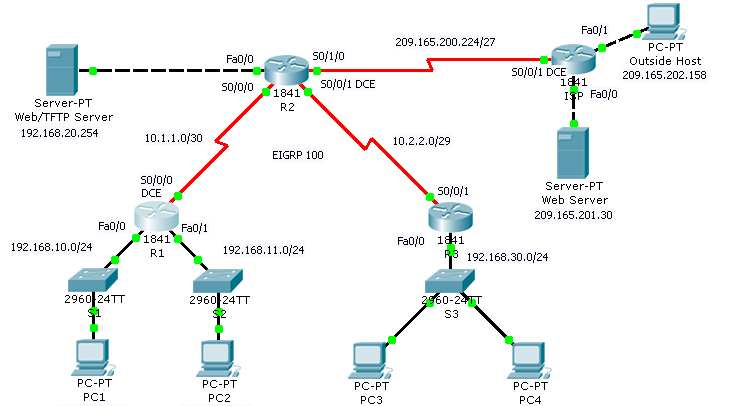 Fa0/1
PC-PT
Outside Host
209.165.202.158
209.165.200.224/27
S0/0/1 DCE
1841
ISP
Fa0/0
Server-PT
Web Server
209.165.201.30
Fa0/0
S0/1/0
S0/0/0
S0/0/1 DCE
1841
R2
Server-PT
Web/TFTP Server
192.168.20.254
10.1.1.0/30
10.2.2.0/29
EIGRP 100
S0/0/0
DCE
S0/0/1
Fa0/0
Fa0/1
1841
R1
Fa0/0
1841
R3
192.168.10.0/24
192.168.11.0/24
192.168.30.0/24
2960-24TT
S1
2960-24TT
S2
2960-24TT
S3
PC-PT
PC1
PC-PT
PC2
PC-PT
PC3
PC-PT
PC4